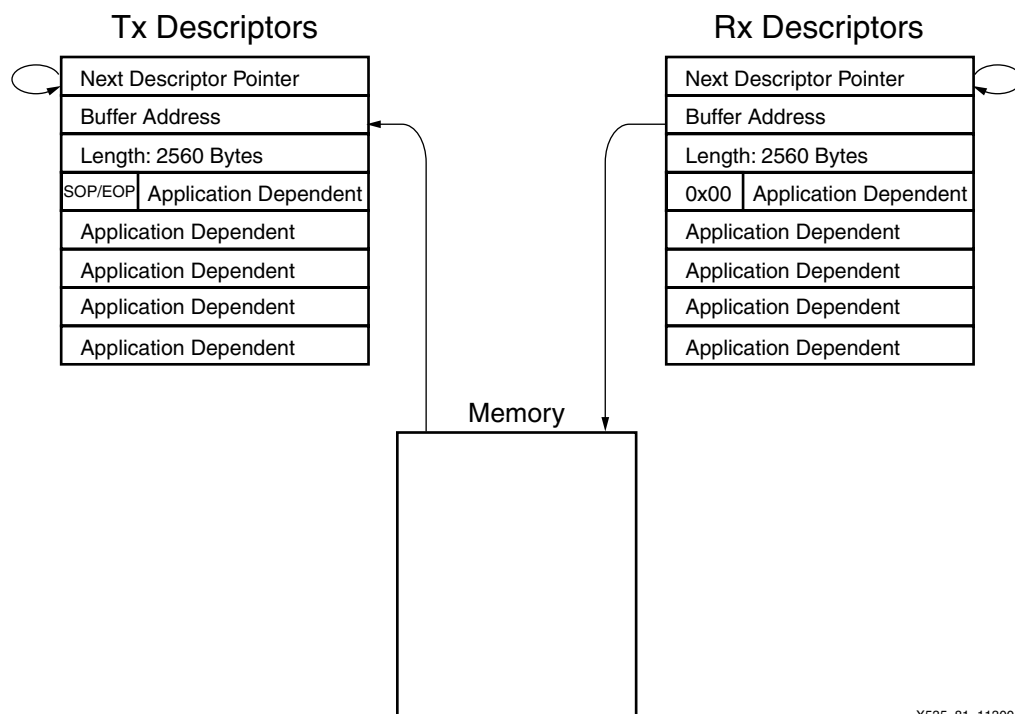 Tx Descriptors
Next Descriptor Pointer
Buffer Address
Length: 2560 Bytes
SOP/EOP Application Dependent
Application Dependent
Application Dependent
Application Dependent
Application Dependent
Rx Descriptors
Next Descriptor Pointer
Buffer Address
Length: 2560 Bytes
0x00 Application Dependent
Application Dependent
Application Dependent
Application Dependent
Application Dependent
Memory